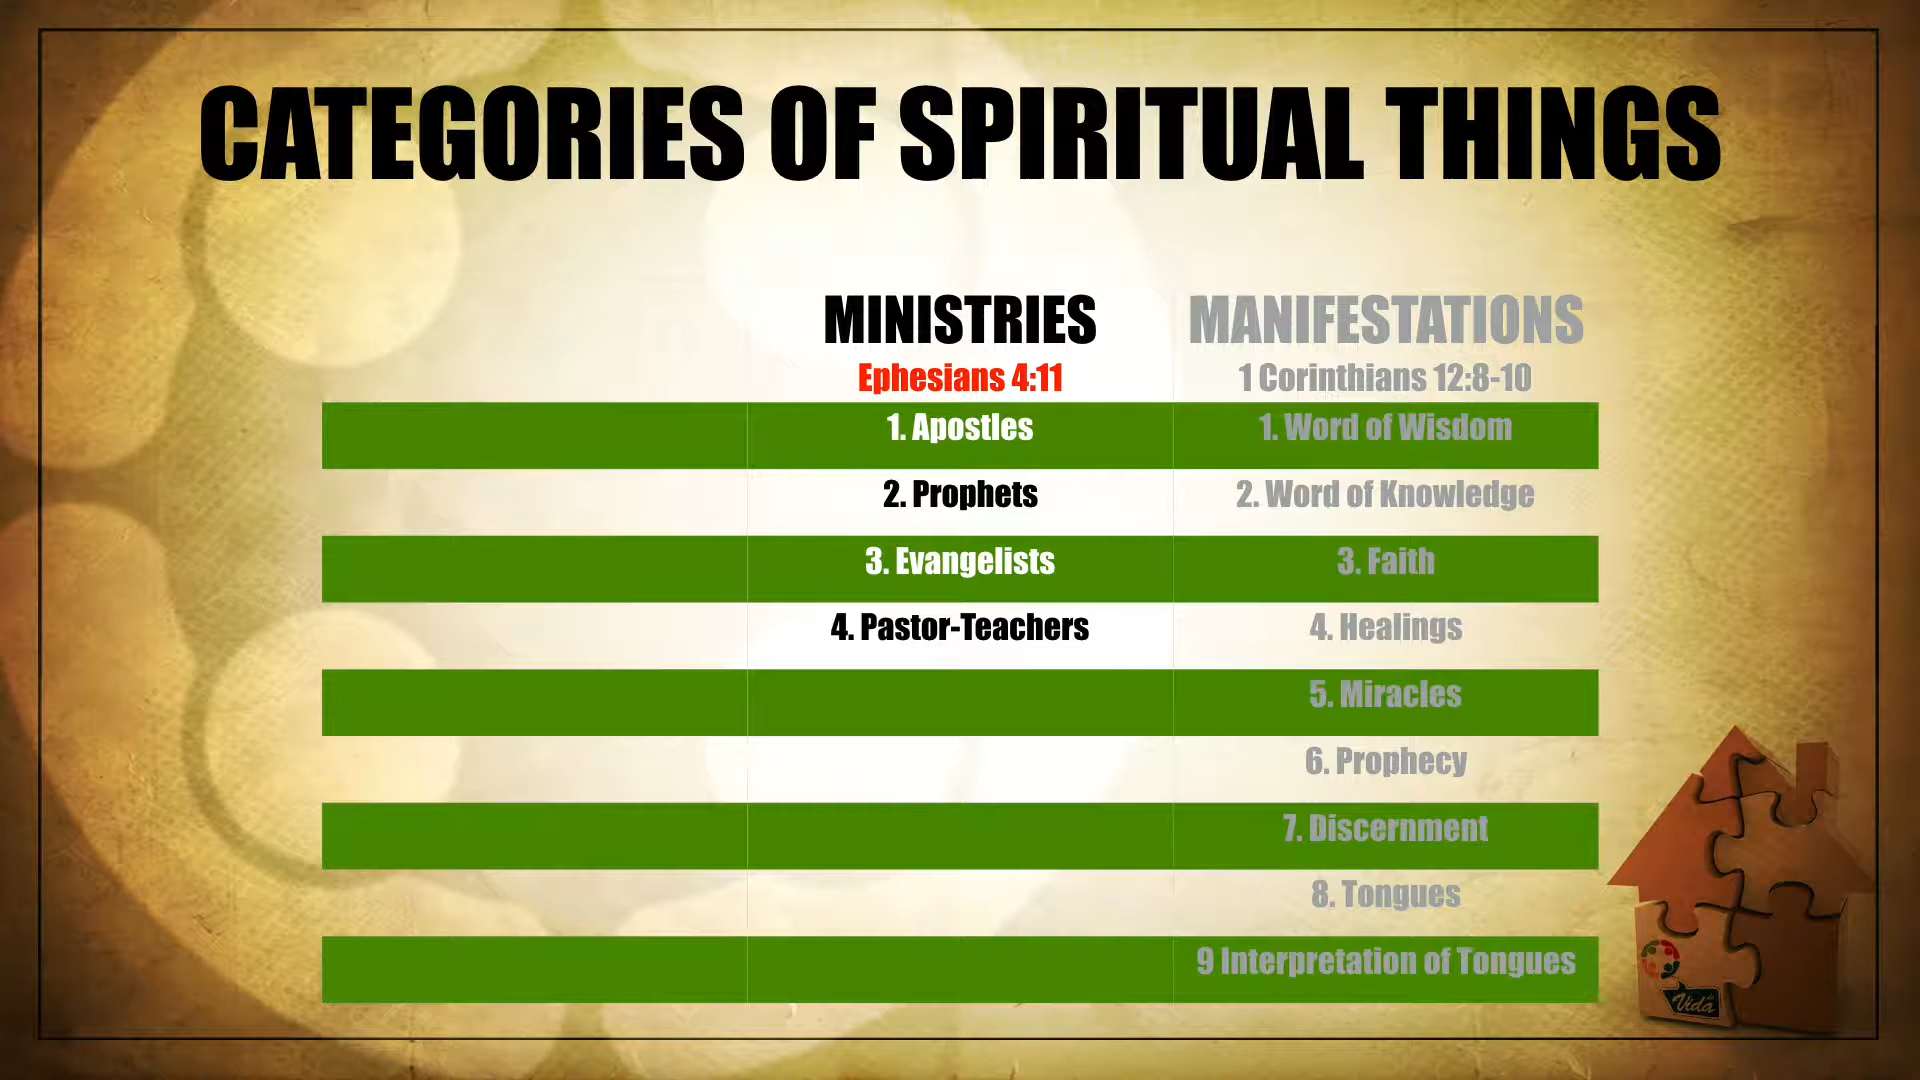 CATEGORIES OF SPIRITUAL THINGS
MINISTRIES
Ephesians 4:11
1. Apostles
2. Prophets
3. Evangelists
4. Pastor-Teachers
MANIFESTATIONS
1 Corinthians 12:8-10
1. Word of Wisdom
2. Word of Knowledge
3. Faith
4. Healings
5. Miracles
6. Prophecy
7. Discernment
8. Tongues
9 Interpretation of Tongues
Vida